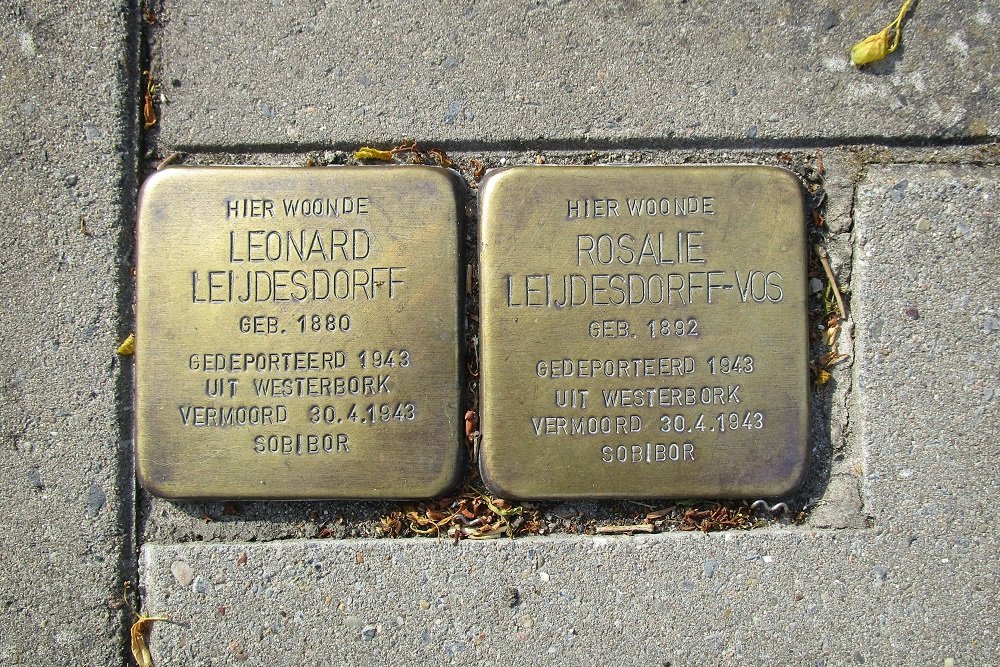 HIER WOONDE
LEONARD
LEIJDESDORFF
GEB. 1880
GEDEPORTEERD 1943
UIT WESTERBORK
VERMOORD 30.4.1943
SOBIBOR
HIER WOONDE
ROSALIE
LEIJDESDORFF-VOS
GEB. 1892
GEDEPORTEERD 1943
UIT WESTERBORK
VERMOORD 30.4.1943
SOBIBOR